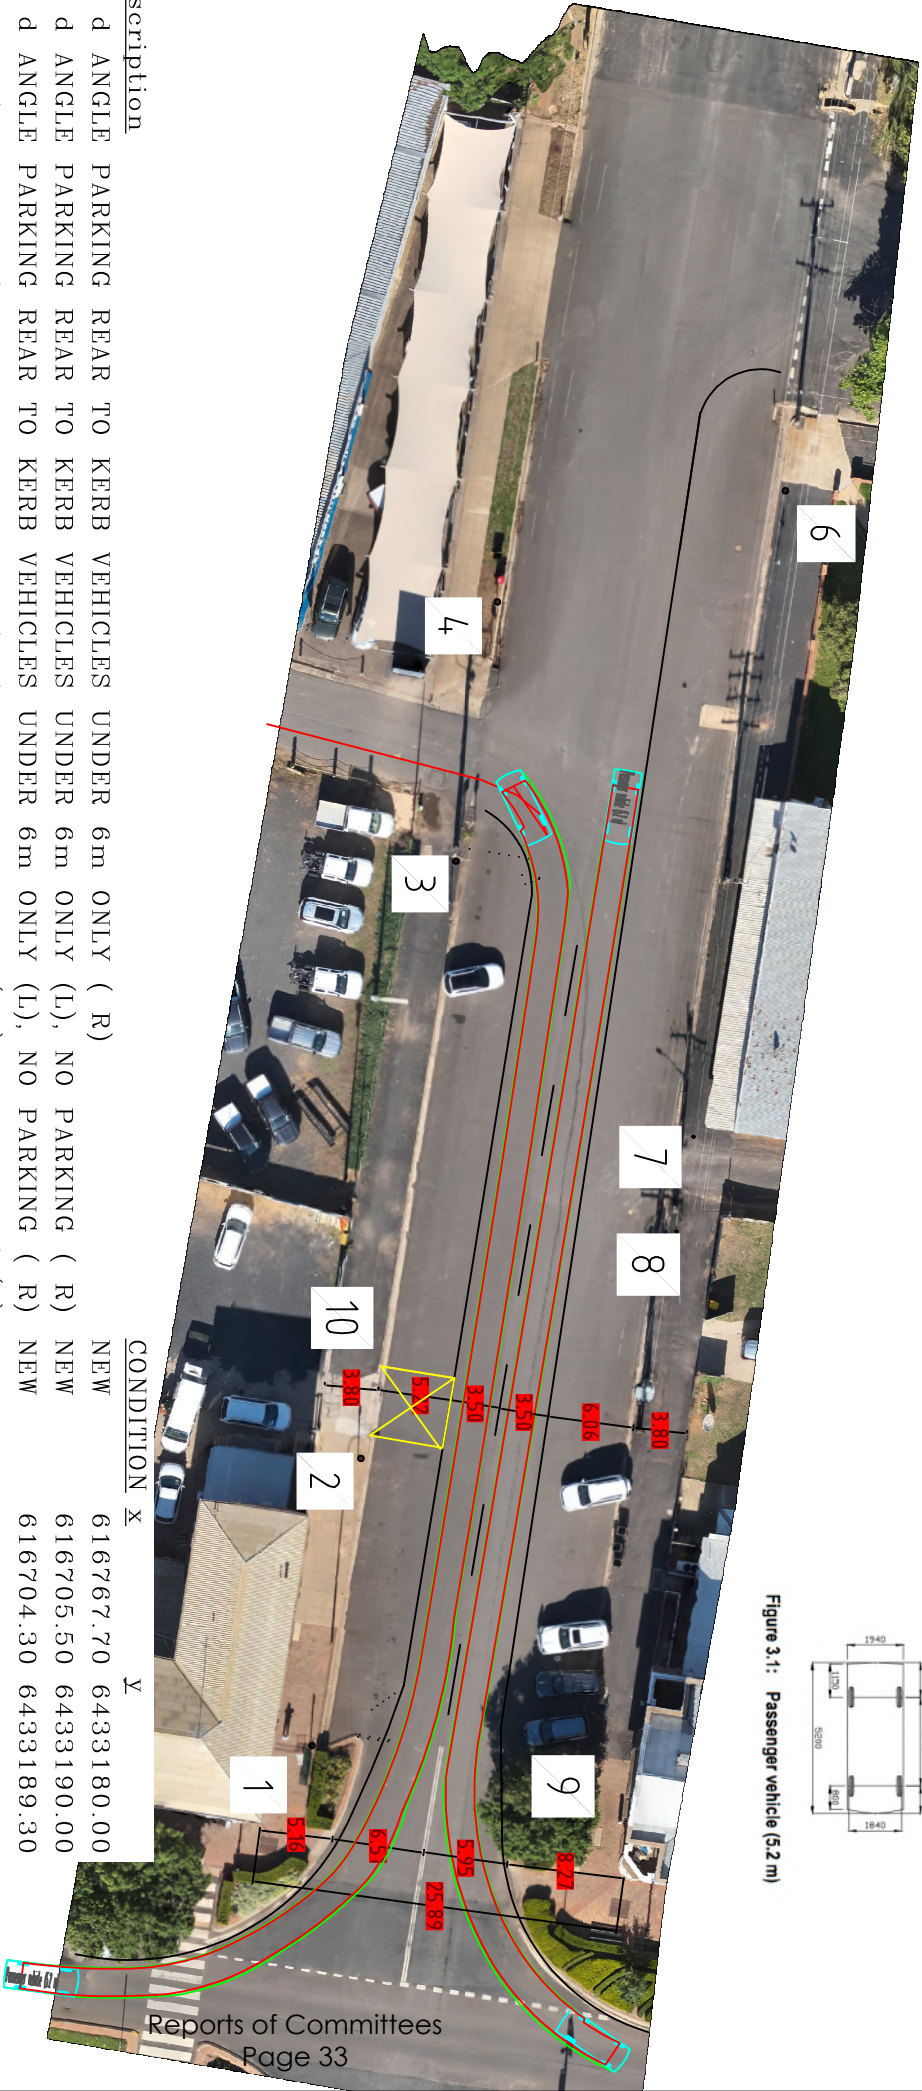 scription
d ANGLE PARKING REAR TO KERB VEHICLES UNDER 6m ONLY ( R)
d ANGLE PARKING REAR TO KERB VEHICLES UNDER 6m ONLY (L), NO PARKING ( R)
d ANGLE PARKING REAR TO KERB VEHICLES UNDER 6m ONLY (L), NO PARKING ( R)
CONDITION x y
NEW 616767.70 6433180.00
NEW 616705.50 6433190.00
NEW 616704.30 6433189.30
6
4
3
7
8
10
2
1
9
3.80
3.50
3.50
6.06
3.80
5.16
5.95
8.27
25.89
1940
1150
5200
800
1840
Figure 3.1: Passenger vehicle (5.2 m)
Reports of Committees
Page 33